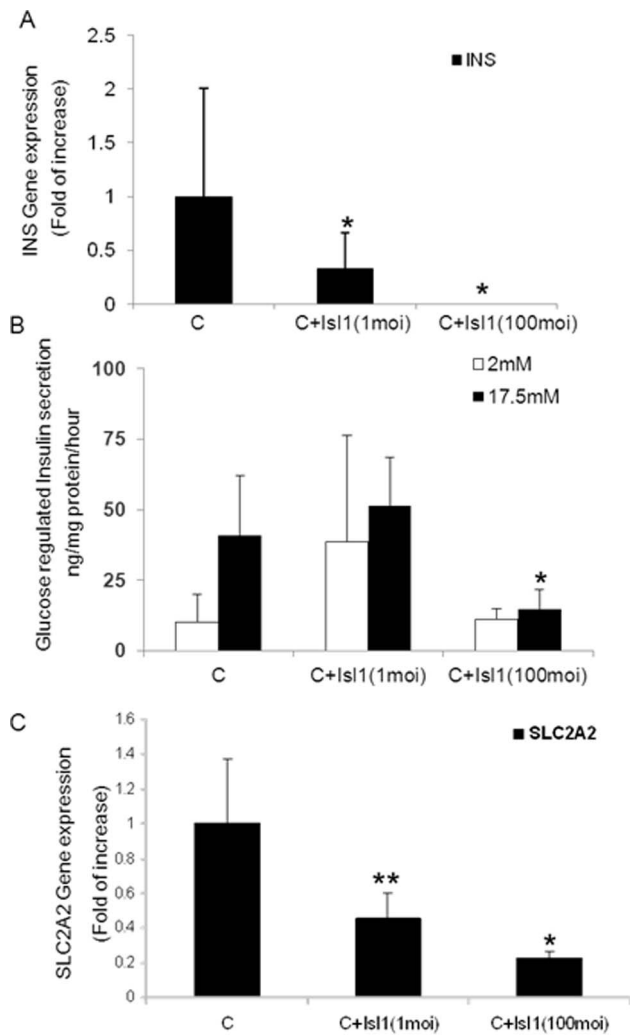 A
2.5
2
1.5
1
0.5
0
INS Gene expression
(Fold of increase)
INS
*
*
C
C+Isl1(1moi)
C+Isl1(100moi)
B
100
75
50
25
0
Glucose regulated Insulin secretion
ng/mg protein/hour
2mM
17.5mM
*
C
C+Isl1(1moi)
C+Isl1(100moi)
C
1.6
1.4
1.2
1
0.8
0.6
0.4
0.2
0
SLC2A2 Gene expression
(Fold of increase)
SLC2A2
**
*
C
C+Isl1(1moi)
C+Isl1(100moi)